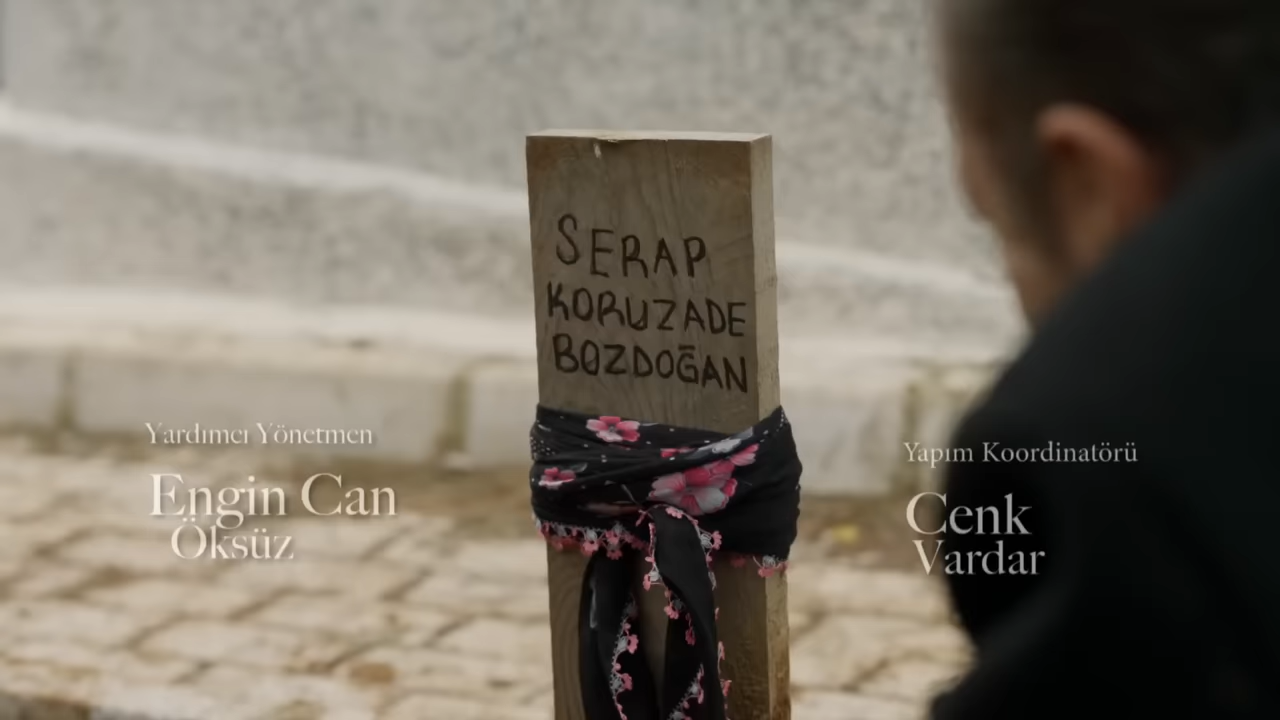 SERAP
KORUZADE
BOZDOĞAN
Yardımcı Yönetmen
Engin Can
Öksüz
Yapım Koordinatörü
Cenk
Vardar